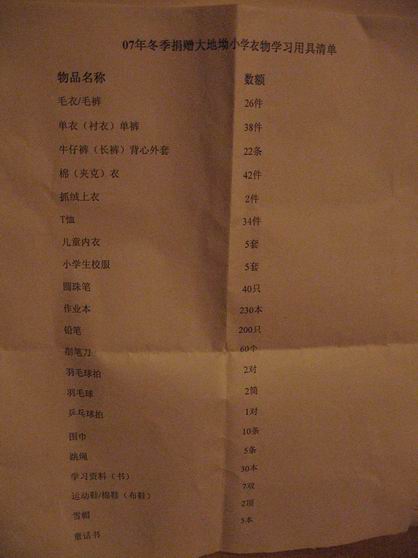 07年冬季捐赠大地坳小学衣物学习用具清单
物品名称 数额
毛衣/毛裤 26件
单衣（衬衣）单裤 38件
牛仔裤（长裤）背心外套 22条
棉（夹克）衣 42件
抓绒上衣 2件
T恤 34件
儿童内衣 5套
小学生校服 5套
圆珠笔 40只
作业本 230本
铅笔 200只
削笔刀 60个
羽毛球拍 2对
羽毛球 2筒
乒乓球拍 1对
围巾 10条
跳绳 5条
学习资料（书） 30本
运动鞋/棉鞋（布鞋） 7双
雪帽 2顶
童话书 5本